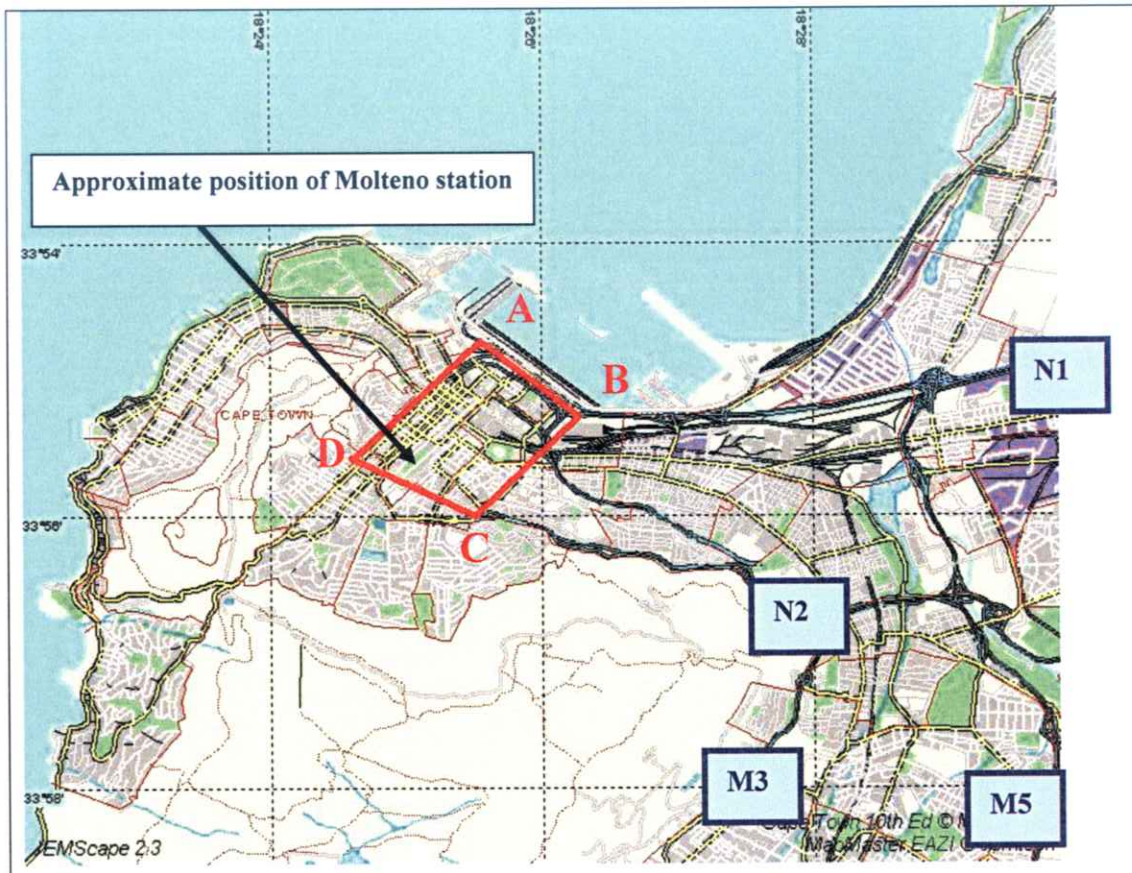 18°24'
18°26'
18°28'
Approximate position of Molteno station
33°54'
A
B
N1
CAPE TOWN
D
33°56'
C
N2
M3
M5
33°58'
EMScape 2.3
Town 10th Ed ©
MapMaster EAZI ©